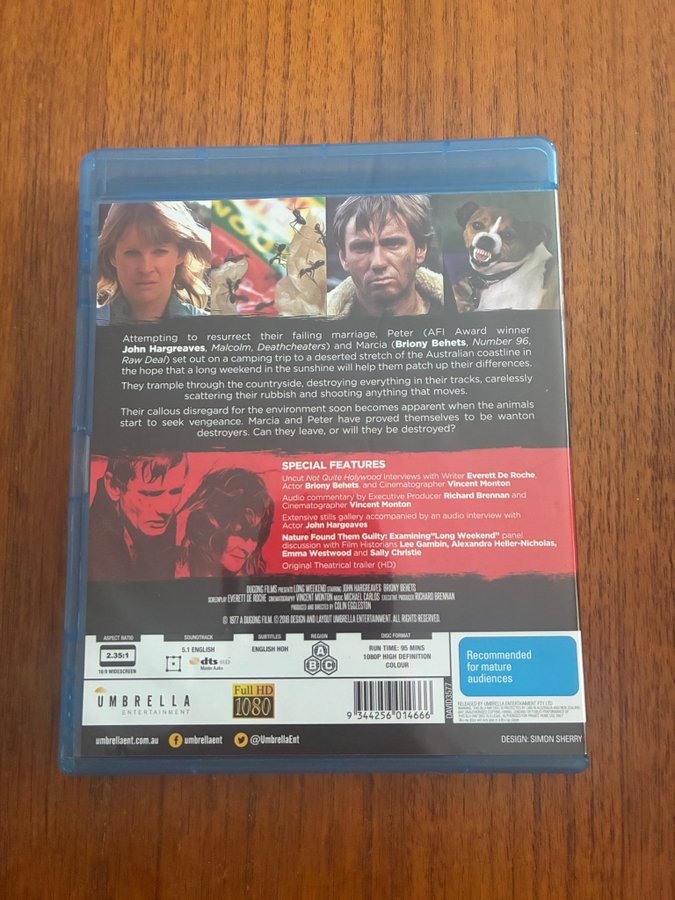 Attempting to resurrect their failing marriage, Peter (AFI Award winner
John Hargreaves, Malcolm, Deathcheaters) and Marcia (Briony Behets, Number 96,
Raw Deal) set out on a camping trip to a deserted stretch of the Australian coastline in
the hope that a long weekend in the sunshine will help them patch up their differences.
They trample through the countryside, destroying everything in their tracks, carelessly
scattering their rubbish and shooting anything that moves.
Their callous disregard for the environment soon becomes apparent when the animals
start to seek vengeance. Marcia and Peter have proved themselves to be wanton
destroyers. Can they leave, or will they be destroyed?
SPECIAL FEATURES
Uncut Not Quite Holywood Interviews with Writer Everett De Roche,
Actor Briony Behets, and Cinematographer Vincent Monton
Audio commentary by Executive Producer Richard Brennan and
Cinematographer Vincent Monton
Extensive stills gallery accompanied by an audio interview with
Actor John Hargeaves
Nature Found Them Guilty: Examining"Long Weekend" panel
discussion with Film Historians Lee Gambin, Alexandra Heller-Nicholas,
Emma Westwood and Sally Christie
Original Theatrical trailer (HD)
DUGONG FILMS PRESENTS LONG WEEKEND STARRING JOHN HARGREAVES BRIONY BEHETS
SCREENPLAY EVERETT DE ROCHE CINEMATOGRAPHY VINCENT MONTON MUSIC MICHAEL CARLOS EXECUTIVE PRODUCER RICHARD BRENNAN
PRODUCED AND DIRECTED BY COLIN EGGLESTON
© 1977 A DUGONG FILM. © 2018 DESIGN AND LAYOUT UMBRELLA ENTERTAINMENT. ALL RIGHTS RESERVED.
ASPECT RATIO SOUNDTRACK SUBTITLES REGION DISC FORMAT
2.35:1 5.1 ENGLISH ENGLISH HOH A B C RUN TIME: 95 MINS
16:9 WIDESCREEN dts HD 1080P HIGH DEFINITION
Master Audio COLOUR
Recommended
for mature
audiences
UMBRELLA
ENTERTAINMENT
Full HD
1080
9 344256 014666
DAVID3577
RELEASED BY UMBRELLA ENTERTAINMENT PTY LTD
umbrellaent.com.au umbrellaent @UmbrellaEnt
DESIGN: SIMON SHERRY